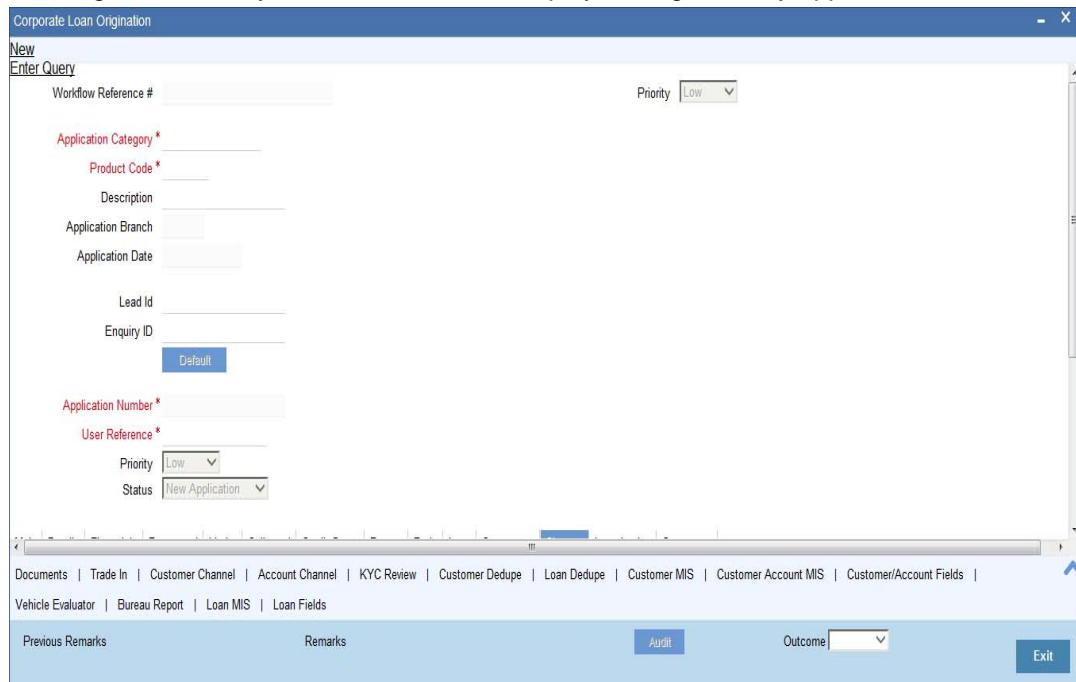 Corporate Loan Origination
New
Enter Query
Workflow Reference #
Priority Low
Application Category *
Product Code *
Description
Application Branch
Application Date
Lead Id
Enquiry ID
Default
Application Number *
User Reference *
Priority Low
Status New Application
Documents | Trade In | Customer Channel | Account Channel | KYC Review | Customer Dedupe | Loan Dedupe | Customer MIS | Customer Account MIS | Customer/Account Fields |
Vehicle Evaluator | Bureau Report | Loan MIS | Loan Fields
Previous Remarks Remarks Audit Outcome
Exit